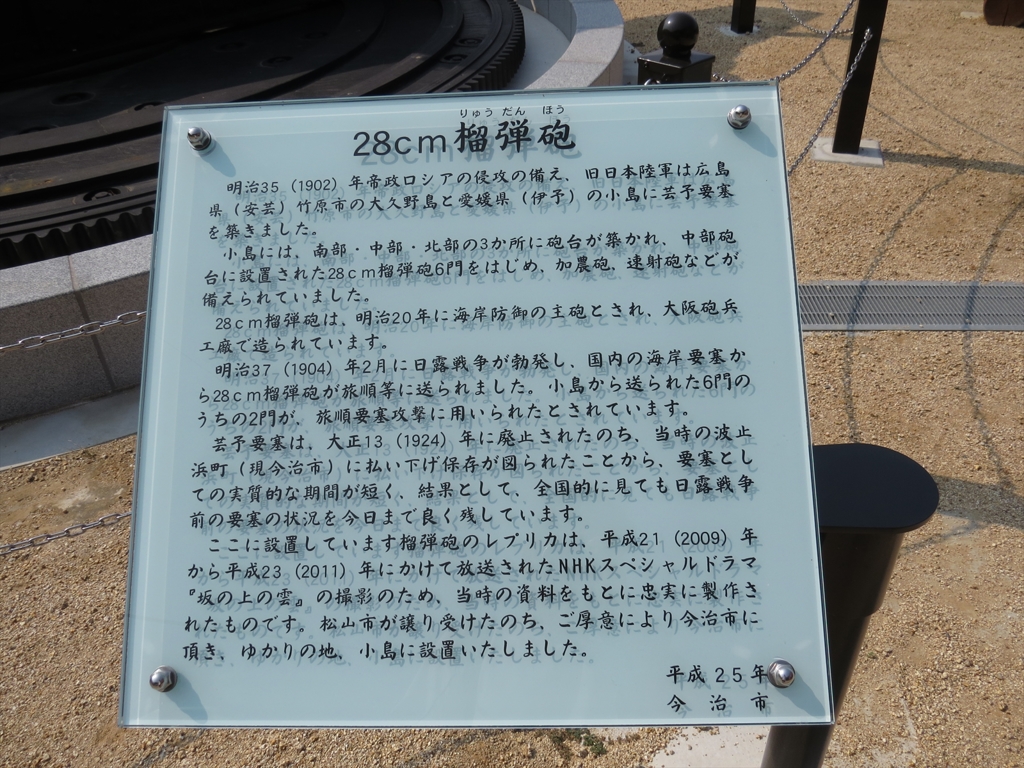 りゅう だん ほう
28cm榴弾砲
明治35（1902）年帝政ロシアの侵攻の備え、旧日本陸軍は広島
県（安芸）竹原市の大久野島と愛媛県（伊予）の小島に芸予要塞
を築きました。
小島には、南部・中部・北部の3か所に砲台が築かれ、中部砲
台に設置された28cm榴弾砲6門をはじめ、加農砲、速射砲などが
備えられていました。
28cm榴弾砲は、明治20年に海岸防御の主砲とされ、大阪砲兵
工廠で造られています。
明治37（1904）年2月に日露戦争が勃発し、国内の海岸要塞か
ら28cm榴弾砲が旅順等に送られました。小島から送られた6門の
うちの2門が、旅順要塞攻撃に用いられたとされています。
芸予要塞は、大正13（1924）年に廃止されたのち、当時の波止
浜町（現今治市）に払い下げ保存が図られたことから、要塞とし
ての実質的な期間が短く、結果として、全国的に見ても日露戦争
前の要塞の状況を今日まで良く残しています。
ここに設置しています榴弾砲のレプリカは、平成21（2009）年
から平成23（2011）年にかけて放送されたNHKスペシャルドラマ
『坂の上の雲』の撮影のため、当時の資料をもとに忠実に製作さ
れたものです。松山市が譲り受けたのち、ご厚意により今治市に
頂き、ゆかりの地、小島に設置いたしました。
平成25年
今治市